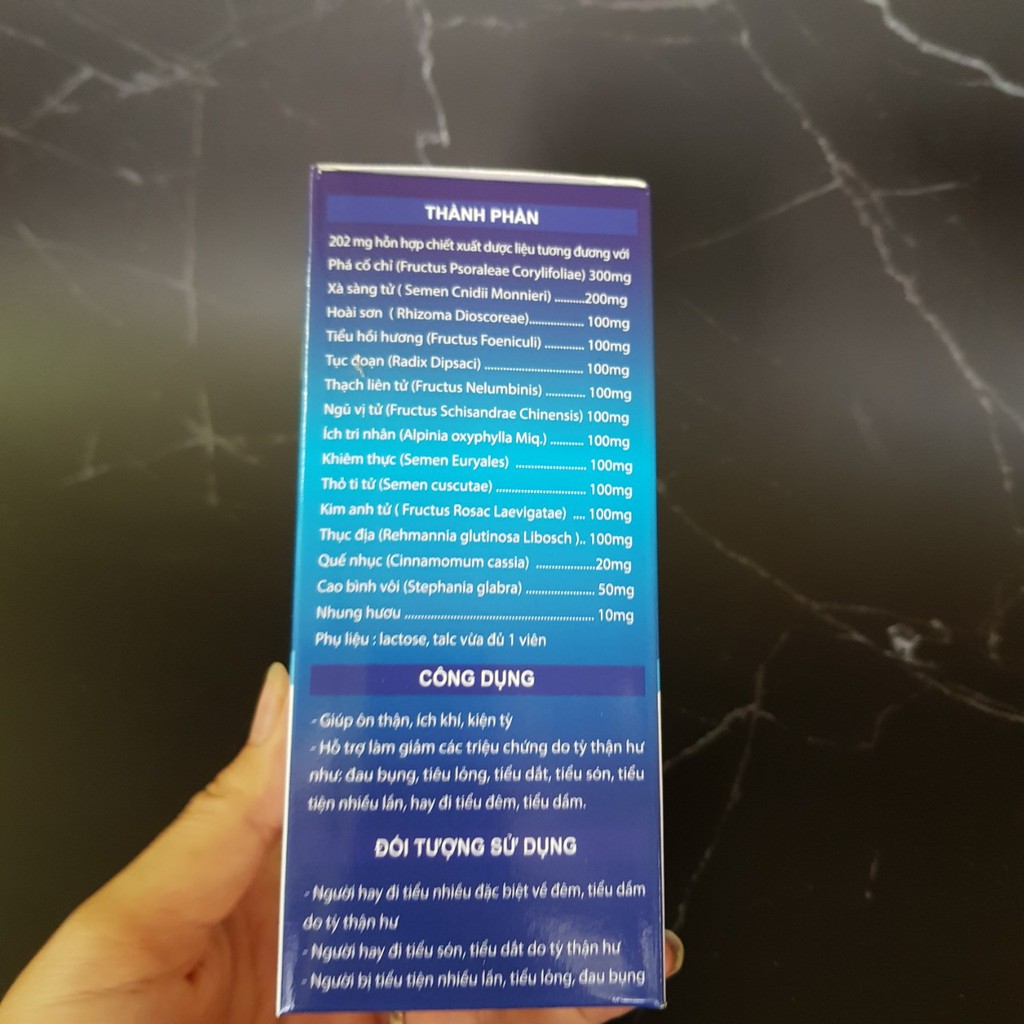 THÀNH PHẦN
202 mg hỗn hợp chiết xuất dược liệu tương đương với
Phá cố chỉ (Fructus Psoraleae Corylifoliae) 300mg
Xà sàng tử ( Semen Cnidii Monnieri) ..........200mg
Hoài sơn ( Rhizoma Dioscoreae).................. 100mg
Tiểu hồi hương (Fructus Foeniculi) ............. 100mg
Tục đoạn (Radix Dipsaci) ................................ 100mg
Thạch liên tử (Fructus Nelumbinis) ............. 100mg
Ngũ vị tử (Fructus Schisandrae Chinensis) 100mg
Ích trí nhân (Alpinia oxyphylla Miq.) ........... 100mg
Khiêm thực (Semen Euryales) ....................... 100mg
Thỏ ti tử (Semen cuscutae) ............................. 100mg
Kim anh tử ( Fructus Rosac Laevigatae) .... 100mg
Thục địa (Rehmannia glutinosa Libosch ).. 100mg
Quế nhục (Cinnamomum cassia) ...................20mg
Cao bình vôi (Stephania glabra) ...................... 50mg
Nhung hươu ............................................................. 10mg
Phụ liệu : lactose, talc vừa đủ 1 viên
CÔNG DỤNG
- Giúp ôn thận, ích khí, kiện tỳ
- Hỗ trợ làm giảm các triệu chứng do tỳ thận hư
như: đau bụng, tiêu lỏng, tiểu dắt, tiểu són, tiểu
tiện nhiều lần, hay đi tiểu đêm, tiểu dầm.
ĐỐI TƯỢNG SỬ DỤNG
- Người hay đi tiểu nhiều đặc biệt về đêm, tiểu dầm
do tỳ thận hư
- Người hay đi tiểu són, tiểu dắt do tỳ thận hư
- Người bị tiểu tiện nhiều lần, tiểu lỏng, đau bụng